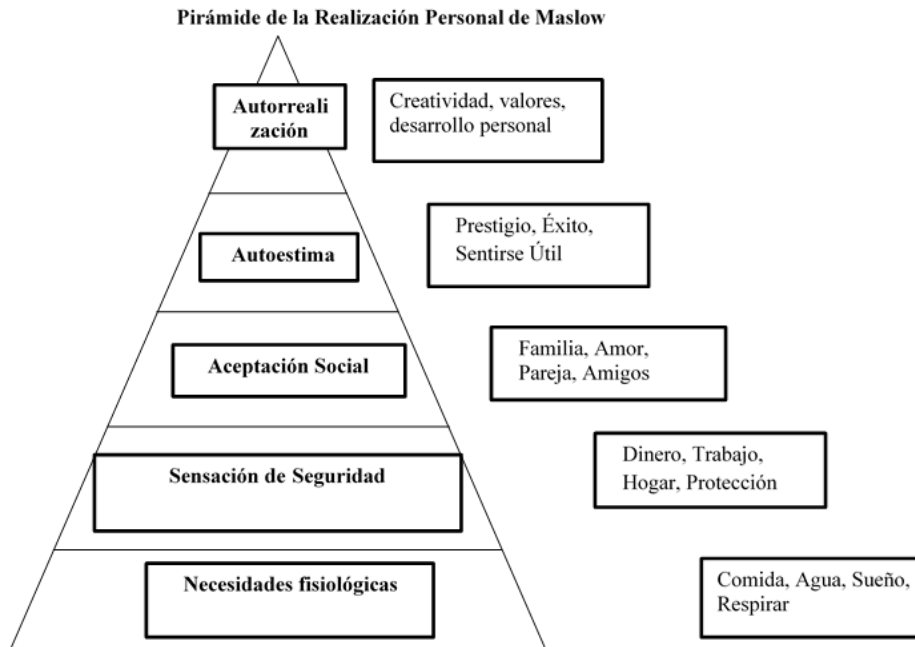 Pirámide de la Realización Personal de Maslow
Autorreali
zación
Creatividad, valores,
desarrollo personal
Autoestima
Prestigio, Éxito,
Sentirse Útil
Aceptación Social
Familia, Amor,
Pareja, Amigos
Sensación de Seguridad
Dinero, Trabajo,
Hogar, Protección
Necesidades fisiológicas
Comida, Agua, Sueño,
Respirar